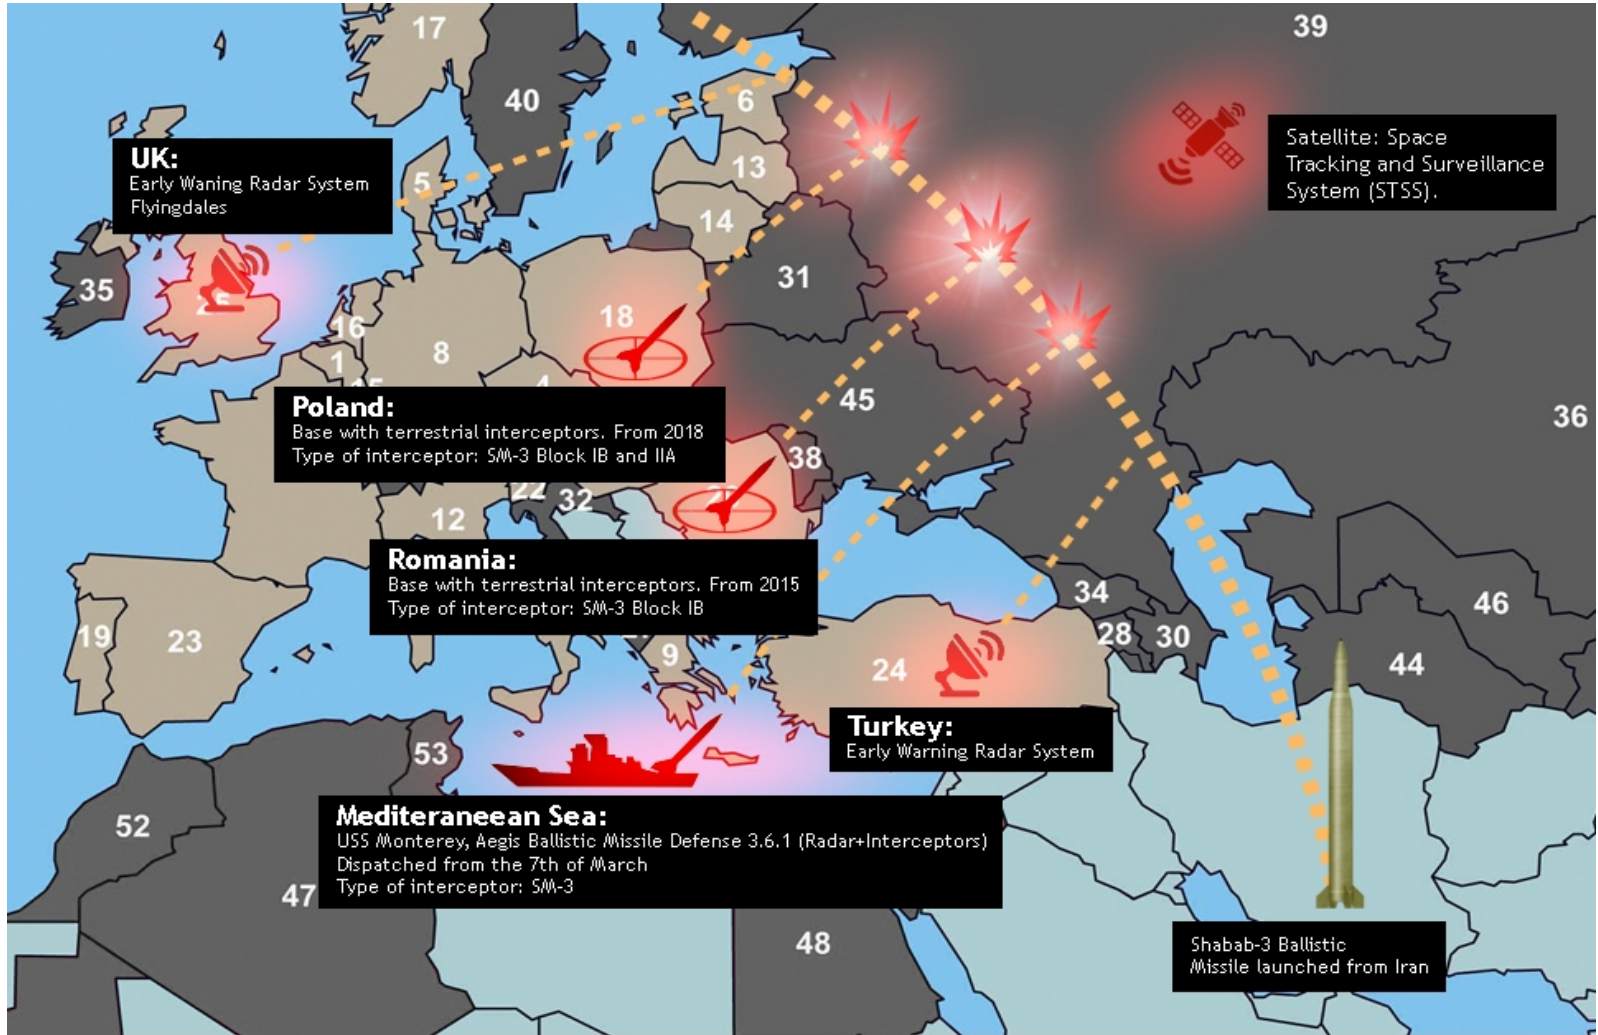 17
39
40
6
UK:
Early Waning Radar System
Flyingdales
Satellite: Space
Tracking and Surveillance
System (STSS).
13
5
14
35
31
18
16
8
1
45
36
Poland:
Base with terrestrial interceptors. From 2018
Type of interceptor: SM-3 Block IB and IIA
38
22
32
12
Romania:
Base with terrestrial interceptors. From 2015
Type of interceptor: SM-3 Block IB
34
46
19
23
28
30
9
24
44
Turkey:
Early Warning Radar System
53
Mediteraneean Sea:
USS Monterey, Aegis Ballistic Missile Defense 3.6.1 (Radar+Interceptors)
Dispatched from the 7th of March
Type of interceptor: SM-3
52
47
48
Shabab-3 Ballistic
Missile launched from Iran